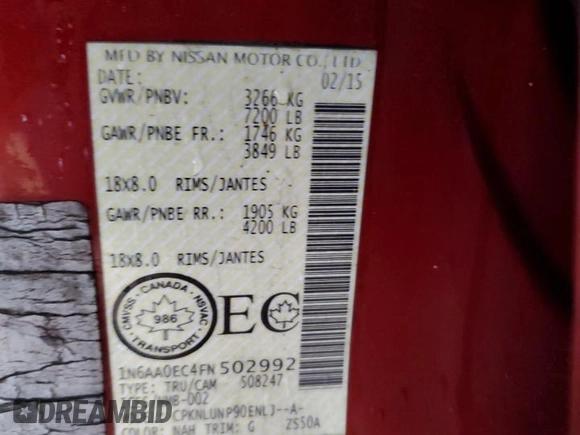 MFD BY NISSAN MOTOR CO., LTD
DATE: 02/15
GVWR/PNBV: 3266 KG
7200 LB
GAWR/PNBE FR: 1746 KG
3849 LB
18X8.0 RIMS/JANTES
GAWR/PNBE RR: 1905 KG
4200 LB
18X8.0 RIMS/JANTES
CMVSS · CANADA · NSVAC
986
TRANSPORT
EC
1N6AA0EC4FN502992
TYPE: TRU/CAM 508247
CPKNLUNP90ENLJ--A-
COLOR: NAH TRIM: G ZS50A
DREAMBID